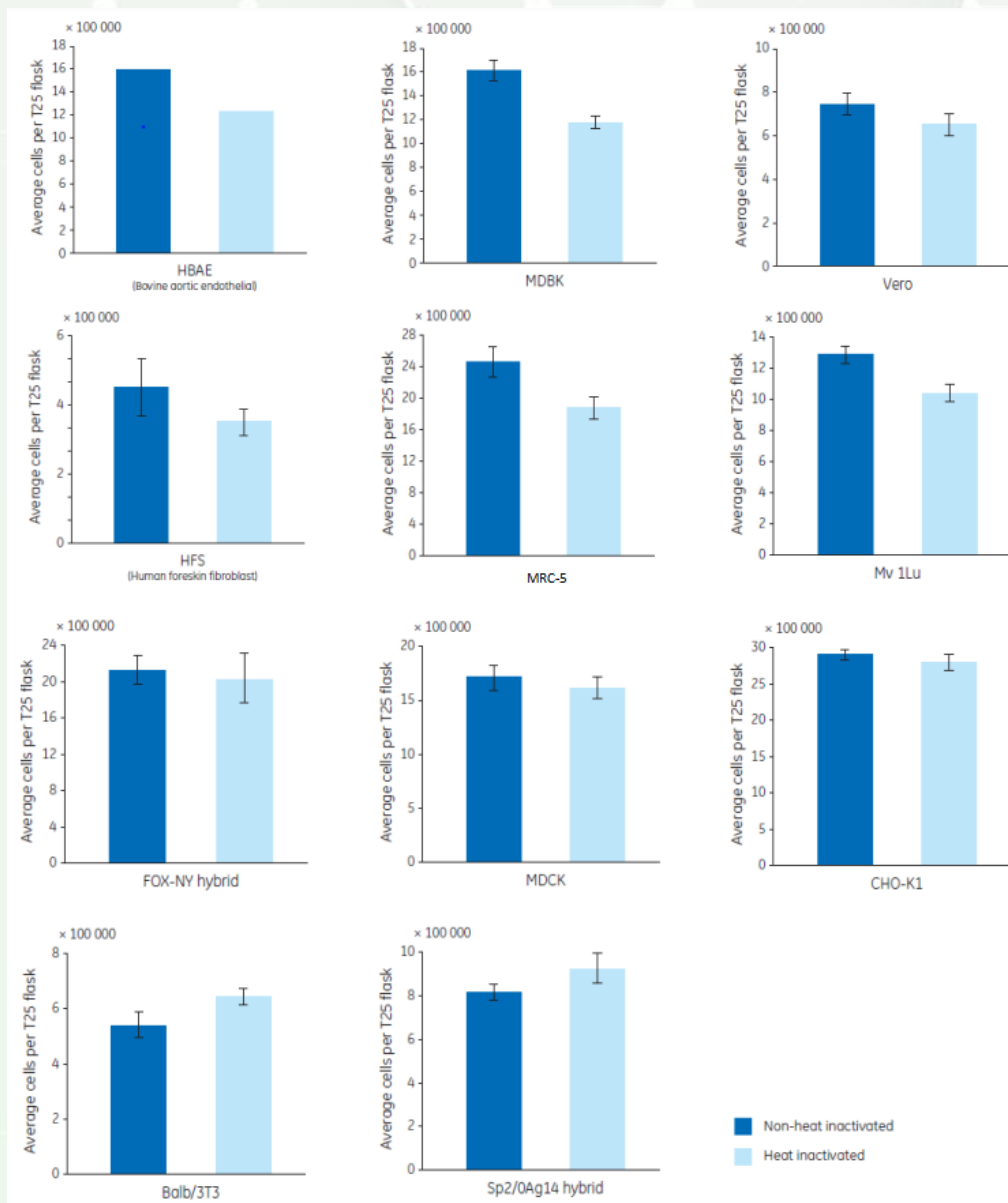 × 100 000
Average cells per T25 flask
18
16
14
12
10
8
6
4
2
0
HBAE
(Bovine aortic endothelial)
× 100 000
Average cells per T25 flask
18
16
14
12
10
8
6
4
2
0
MDBK
× 100 000
Average cells per T25 flask
10
8
6
4
2
0
Vero
× 100 000
Average cells per T25 flask
6
4
2
0
HFS
(Human foreskin fibroblast)
× 100 000
Average cells per T25 flask
28
24
20
16
28
12
8
4
0
MRC-5
× 100 000
Average cells per T25 flask
14
12
10
8
6
4
2
0
Mv 1Lu
× 100 000
Average cells per T25 flask
24
20
16
12
8
4
0
FOX-NY hybrid
× 100 000
Average cells per T25 flask
20
15
10
5
0
MDCK
× 100 000
Average cells per T25 flask
30
25
20
15
10
5
0
CHO-K1
× 100 000
Average cells per T25 flask
8
6
4
2
0
Balb/3T3
× 100 000
Average cells per T25 flask
10
8
6
4
2
0
Sp2/0Ag14 hybrid
Non-heat inactivated
Heat inactivated